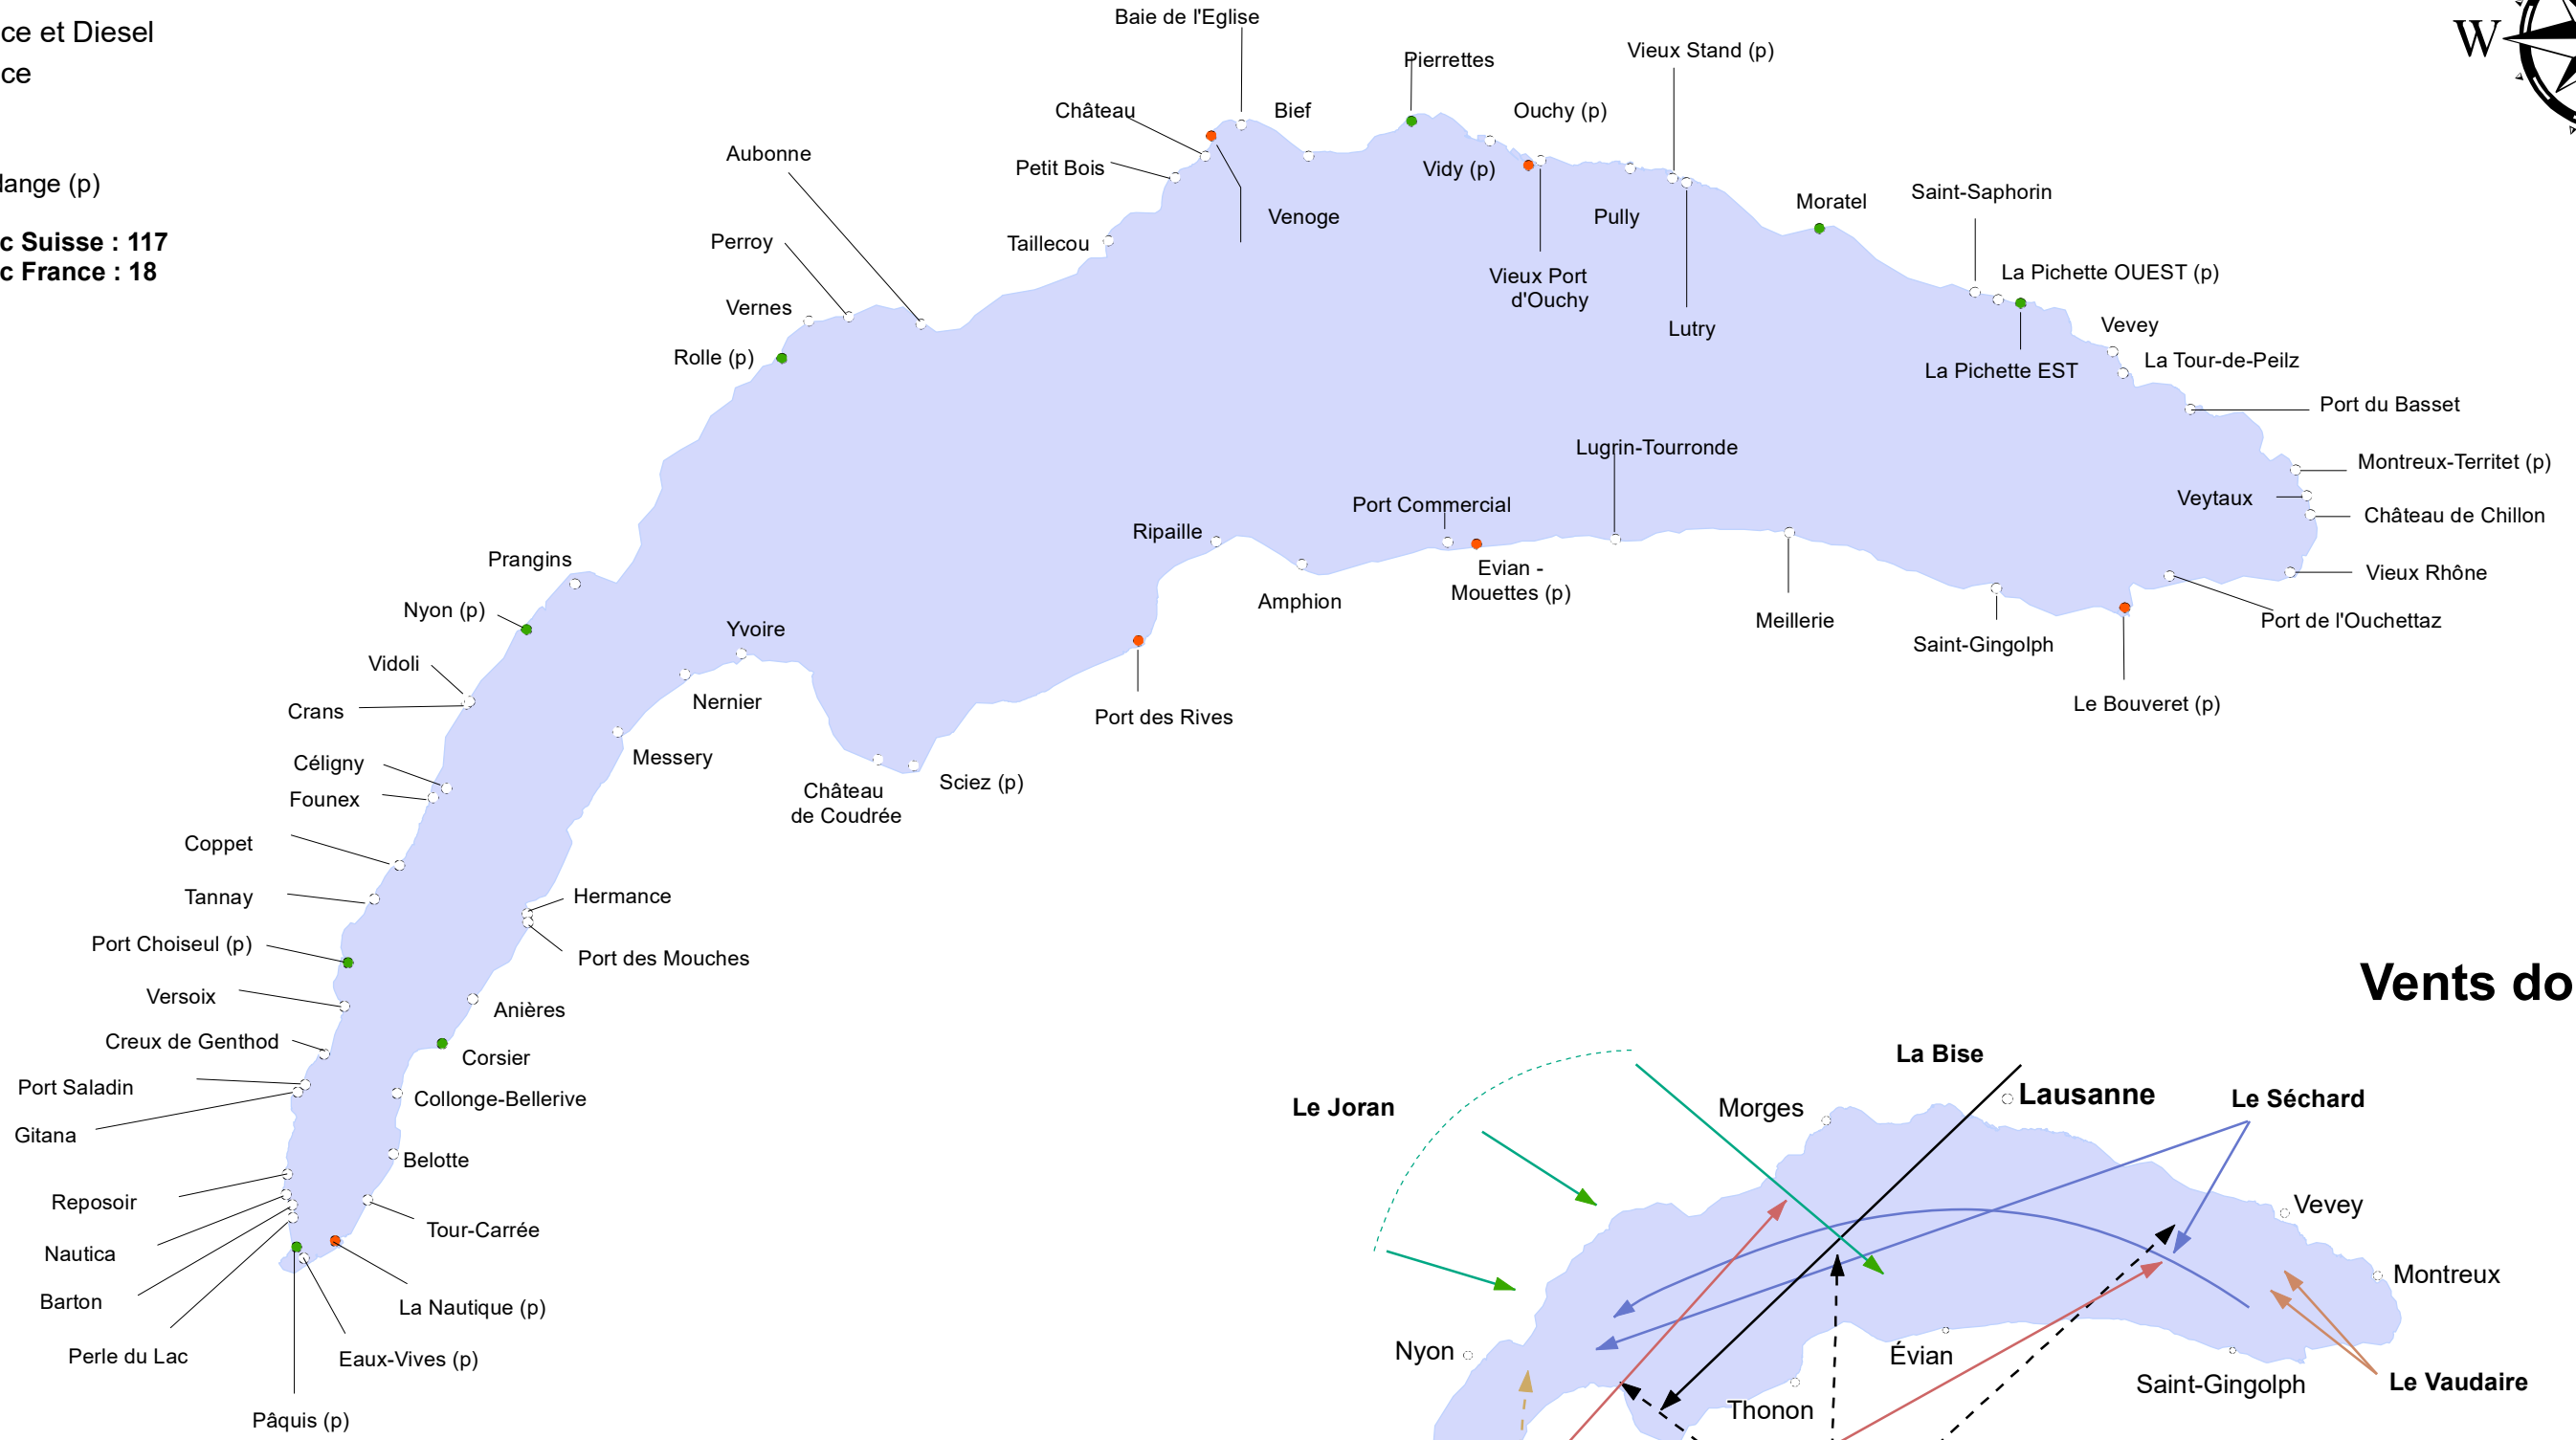 ce et Diesel
ce
lange (p)
c Suisse : 117
c France : 18
W
Baie de l'Eglise
Pierrettes
Vieux Stand (p)
Château
Bief
Ouchy (p)
Aubonne
Petit Bois
Vidy (p)
Saint-Saphorin
Moratel
Venoge
Pully
Perroy
Taillecou
Vieux Port
d'Ouchy
La Pichette OUEST (p)
Vernes
Lutry
Vevey
Rolle (p)
La Tour-de-Peilz
La Pichette EST
Port du Basset
Lugrin-Tourronde
Montreux-Territet (p)
Veytaux
Port Commercial
Château de Chillon
Ripaille
Prangins
Evian -
Mouettes (p)
Vieux Rhône
Nyon (p)
Amphion
Meillerie
Port de l'Ouchettaz
Yvoire
Saint-Gingolph
Vidoli
Nernier
Le Bouveret (p)
Crans
Port des Rives
Messery
Céligny
Sciez (p)
Château
de Coudrée
Founex
Coppet
Tannay
Hermance
Port Choiseul (p)
Port des Mouches
Versoix
Anières
Creux de Genthod
Corsier
Port Saladin
Collonge-Bellerive
Gitana
Belotte
Reposoir
Tour-Carrée
Nautica
Barton
La Nautique (p)
Perle du Lac
Eaux-Vives (p)
Pâquis (p)
Vents do
La Bise
Le Joran
Morges
Lausanne
Le Séchard
Vevey
Montreux
Nyon
Évian
Saint-Gingolph
Le Vaudaire
Thonon